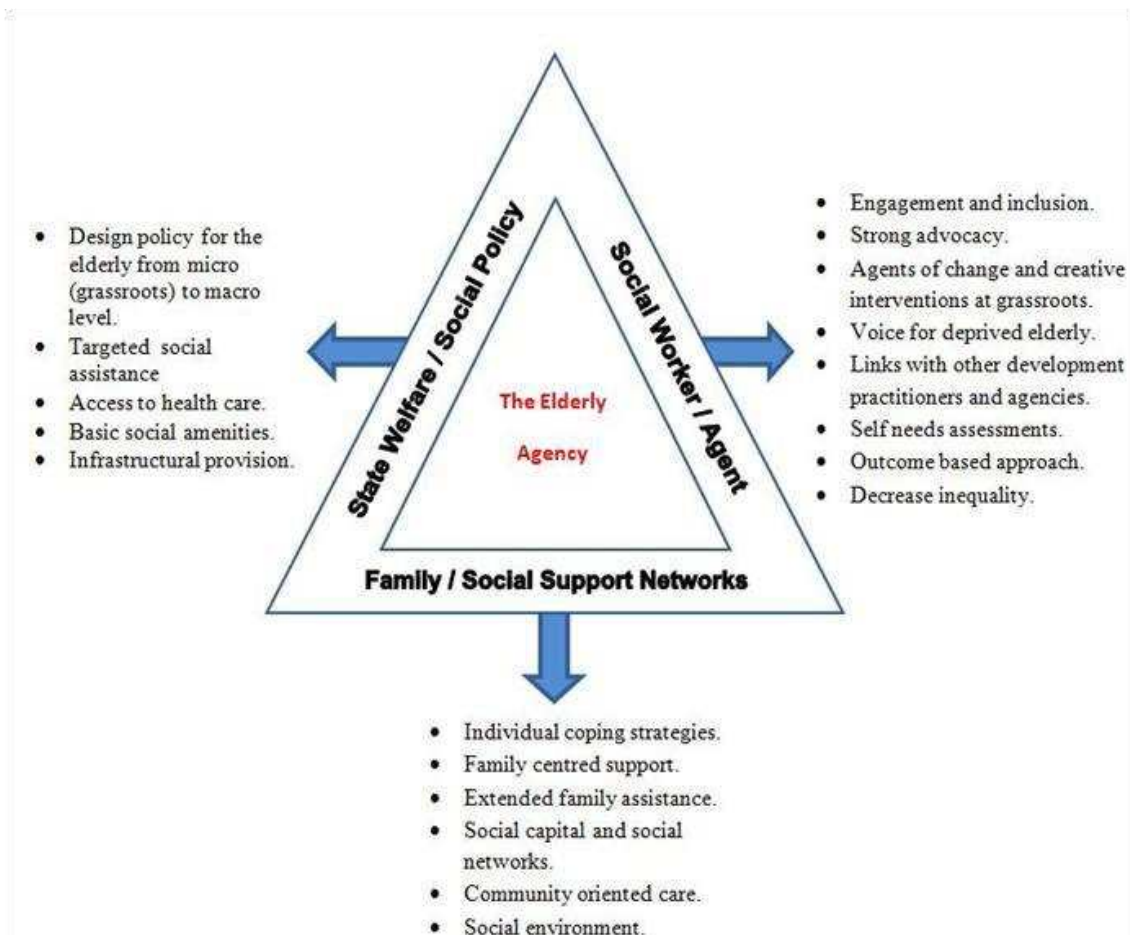 State Welfare / Social Policy
Social Worker / Agent
The Elderly
Agency
Family / Social Support Networks
• Design policy for the
elderly from micro
(grassroots) to macro
level.
• Targeted social
assistance
• Access to health care.
• Basic social amenities.
• Infrastructural provision.
• Engagement and inclusion.
• Strong advocacy.
• Agents of change and creative
interventions at grassroots.
• Voice for deprived elderly.
• Links with other development
practitioners and agencies.
• Self needs assessments.
• Outcome based approach.
• Decrease inequality.
• Individual coping strategies.
• Family centred support.
• Extended family assistance.
• Social capital and social
networks.
• Community oriented care.
• Social environment.